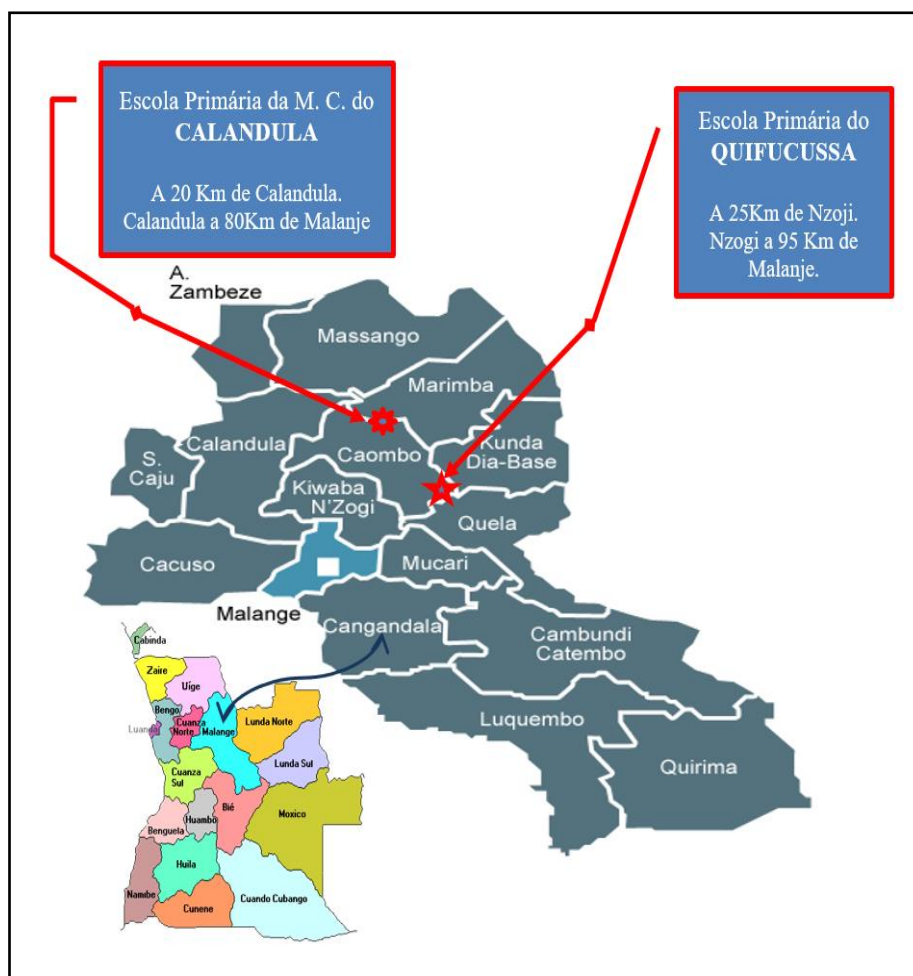 Escola Primária da M. C. do
CALANDULA
A 20 Km de Calandula.
Calandula a 80Km de Malanje
Escola Primária do
QUIFUCUSSA
A 25Km de Nzoji.
Nzogi a 95 Km de
Malanje.
A.
Zambeze
Massango
Marimba
Calandula
Caombo
Kunda
Dia-Base
S.
Caju
Kiwaba
N'Zogi
Quela
Cacuso
Mucari
Malange
Cangandala
Cambundi
Catembo
Luquembo
Quirima
Cabinda
Zaire
Uíge
Bengo
Luanda
Cuanza
Norte
Malange
Lunda Norte
Cuanza
Sul
Lunda Sul
Bié
Huambo
Moxico
Benguela
Huila
Nambe
Cunene
Cuando Cubango